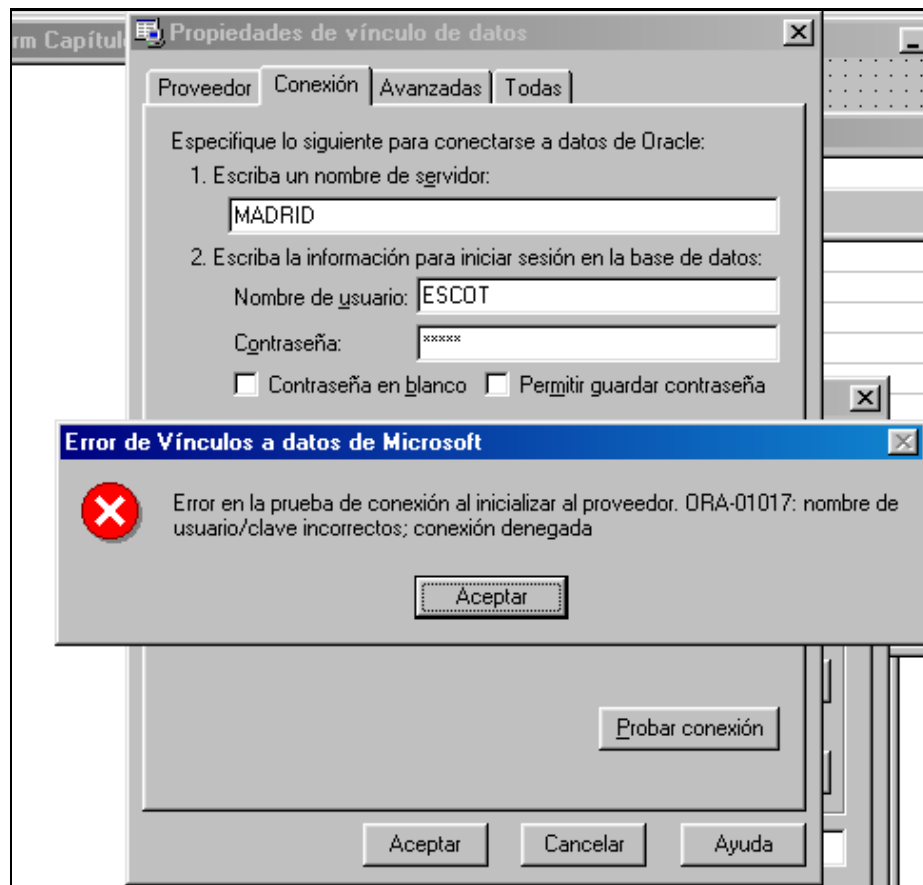 rm Capítul
Propiedades de vínculo de datos
Proveedor Conexión Avanzadas Todas
Especifique lo siguiente para conectarse a datos de Oracle:
1. Escriba un nombre de servidor:
MADRID
2. Escriba la información para iniciar sesión en la base de datos:
Nombre de usuario: ESCOT
Contraseña: *****
Contraseña en blanco Permitir guardar contraseña
Error de Vínculos a datos de Microsoft
Error en la prueba de conexión al inicializar al proveedor. ORA-01017: nombre de
usuario/clave incorrectos; conexión denegada
Aceptar
Probar conexión
Aceptar Cancelar Ayuda